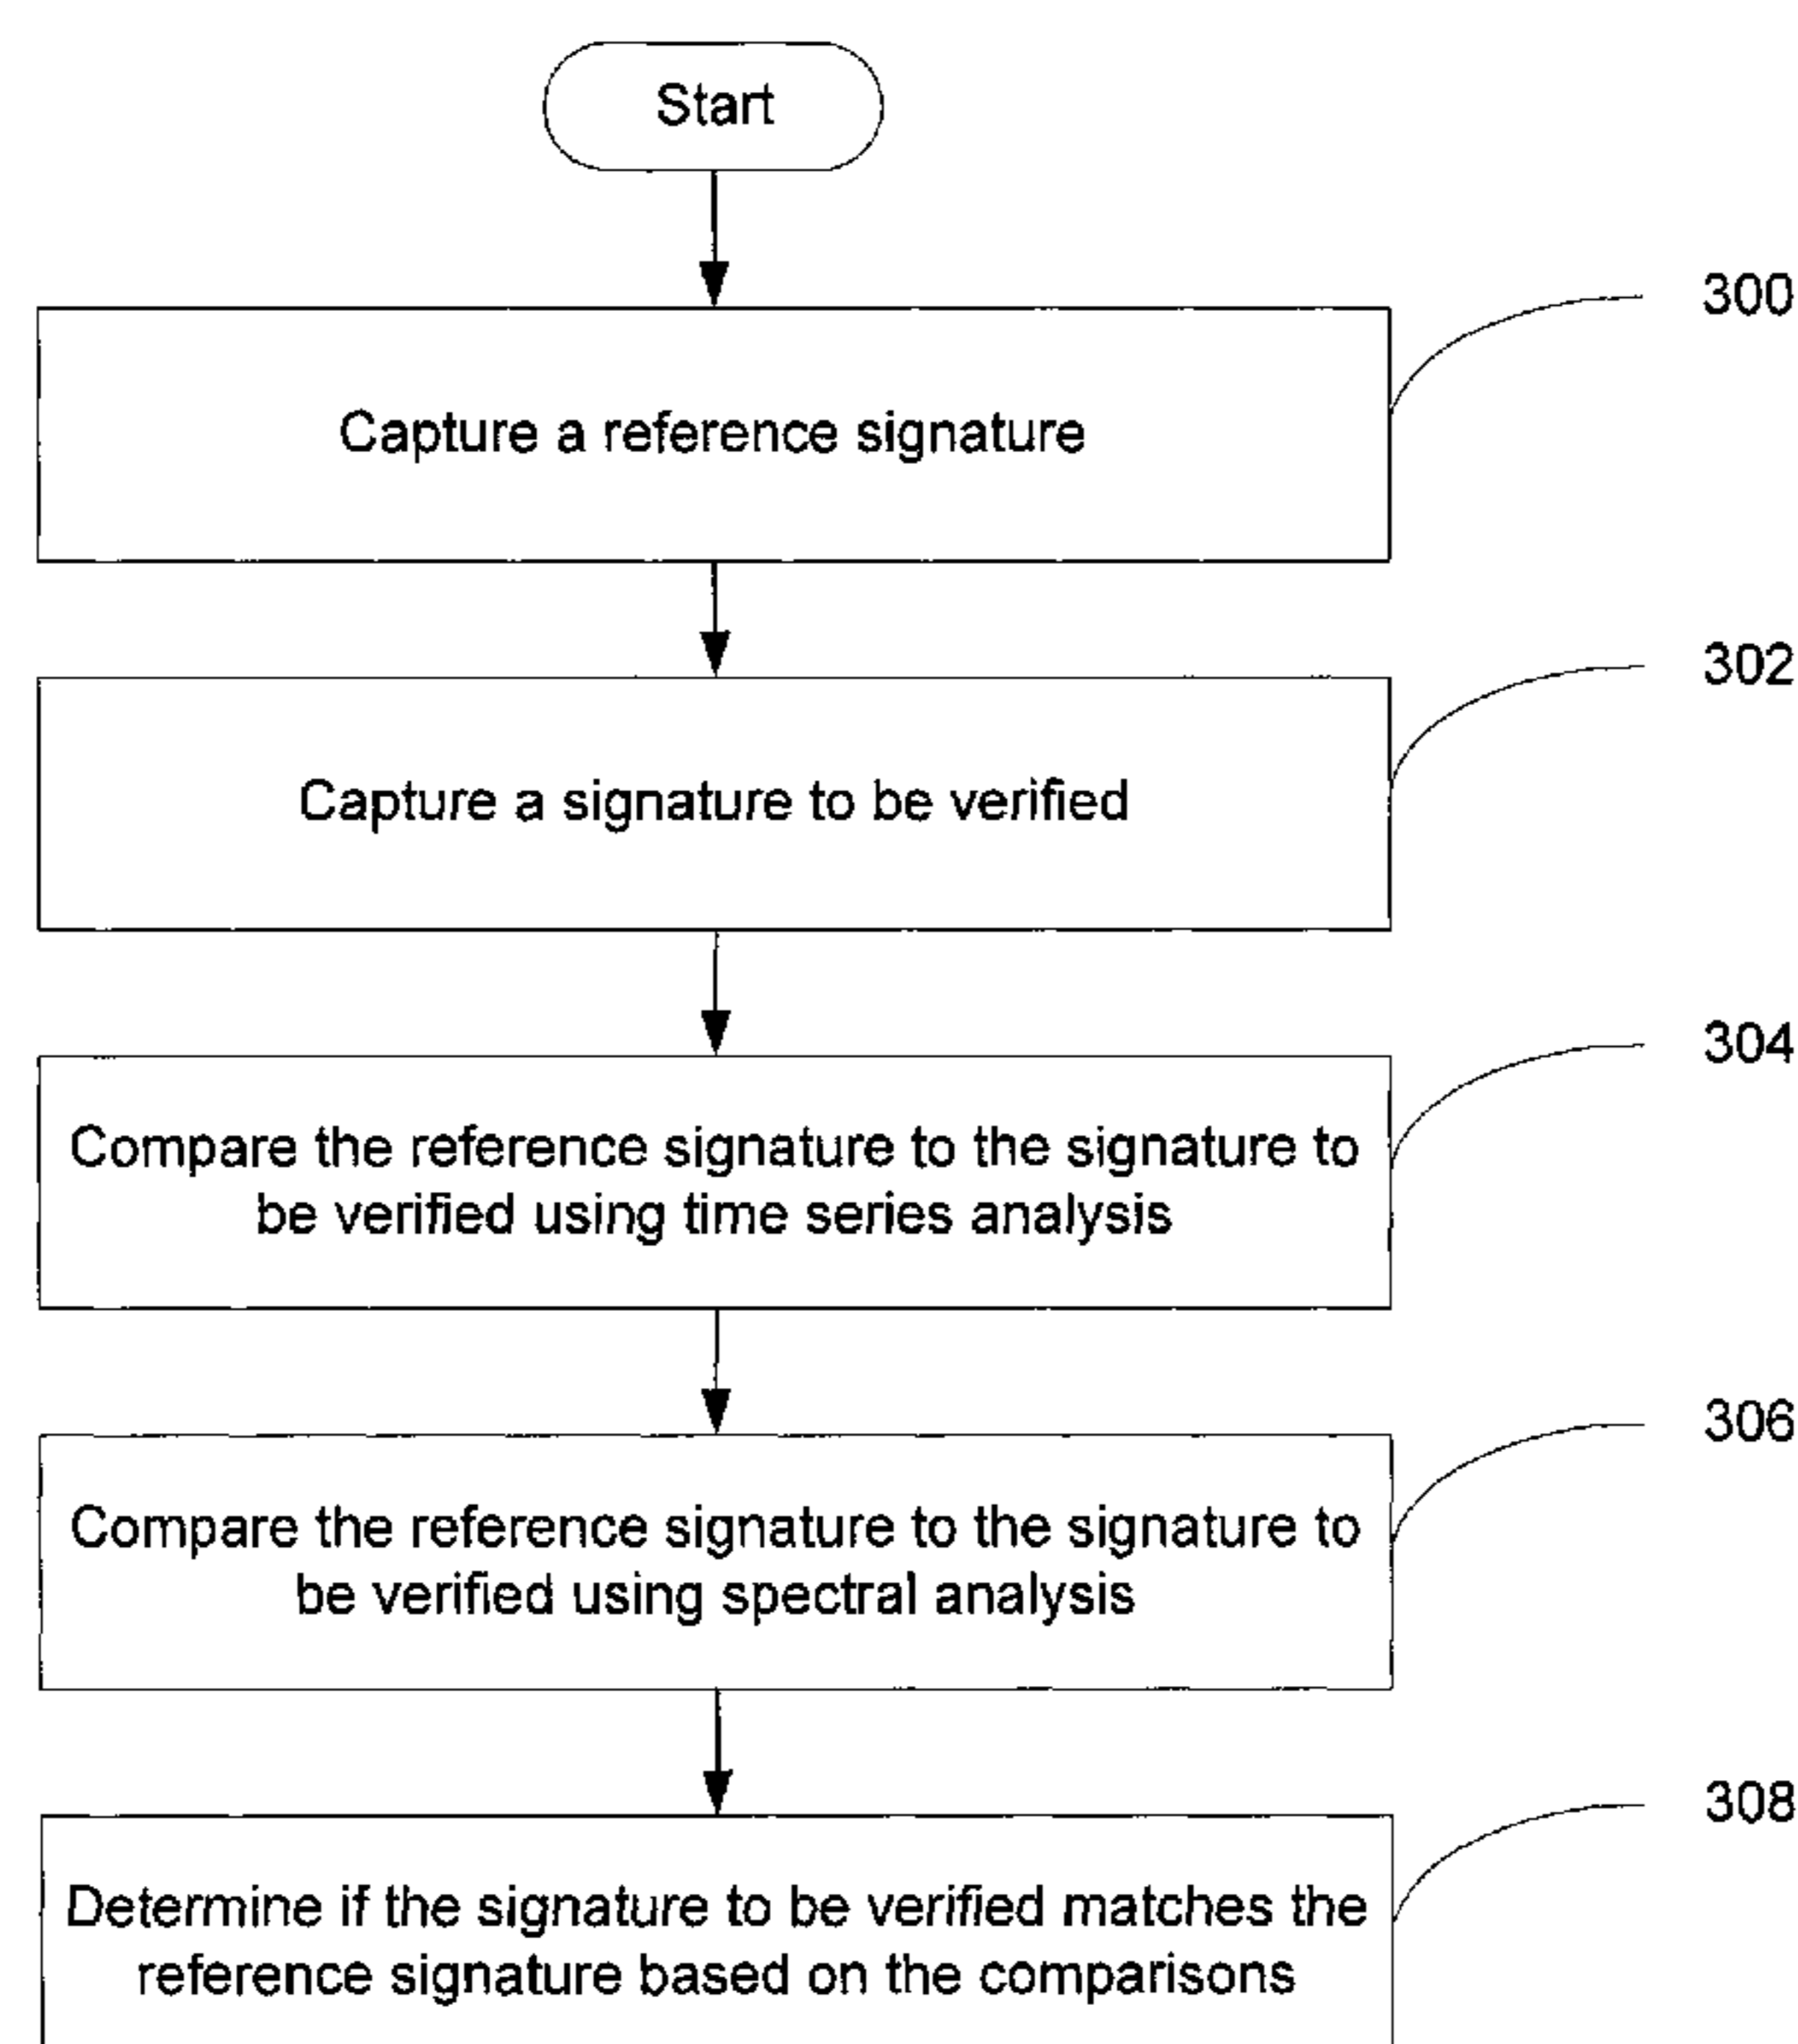 Start
300
Capture a reference signature
302
Capture a signature to be verified
304
Compare the reference signature to the signature to
be verified using time series analysis
306
Compare the reference signature to the signature to
be verified using spectral analysis
308
Determine if the signature to be verified matches the
reference signature based on the comparisons